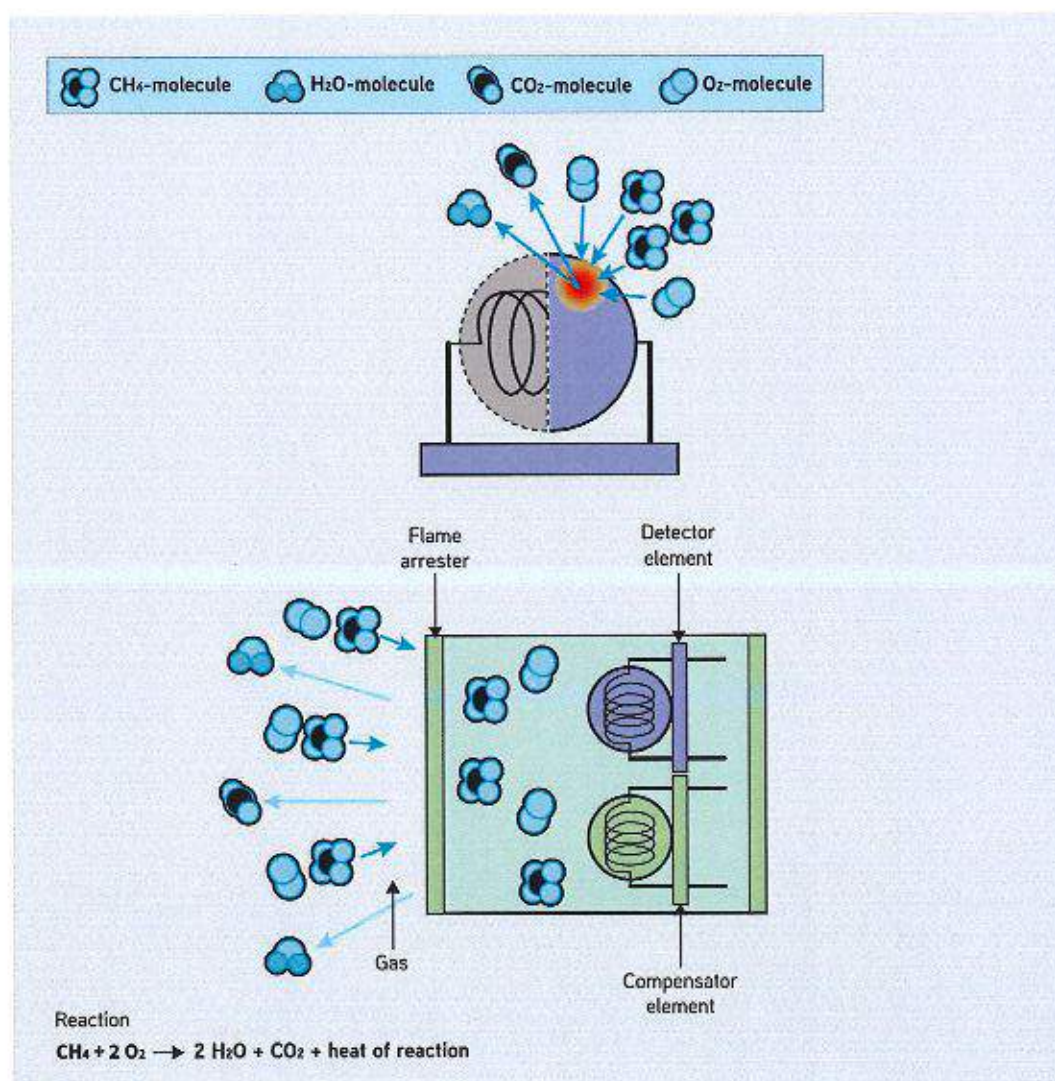 CH4-molecule H2O-molecule CO2-molecule O2-molecule
Flame
arrester
Detector
element
Gas
Compensator
element
Reaction
CH4 + 2 O2 → 2 H2O + CO2 + heat of reaction